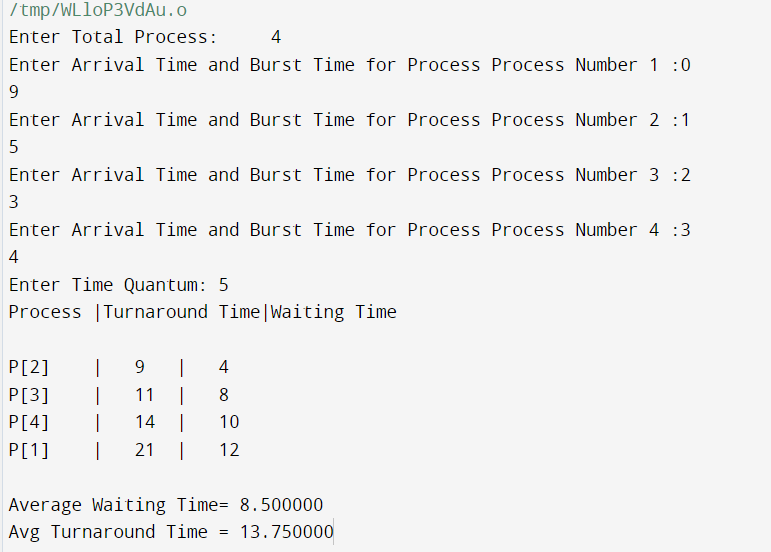 /tmp/WLloP3VdAu.o
Enter Total Process:     4
Enter Arrival Time and Burst Time for Process Process Number 1 :0
9
Enter Arrival Time and Burst Time for Process Process Number 2 :1
5
Enter Arrival Time and Burst Time for Process Process Number 3 :2
3
Enter Arrival Time and Burst Time for Process Process Number 4 :3
4
Enter Time Quantum: 5
Process |Turnaround Time|Waiting Time
P[2]    |   9   |   4
P[3]    |   11  |   8
P[4]    |   14  |   10
P[1]    |   21  |   12
Average Waiting Time= 8.500000
Avg Turnaround Time = 13.750000